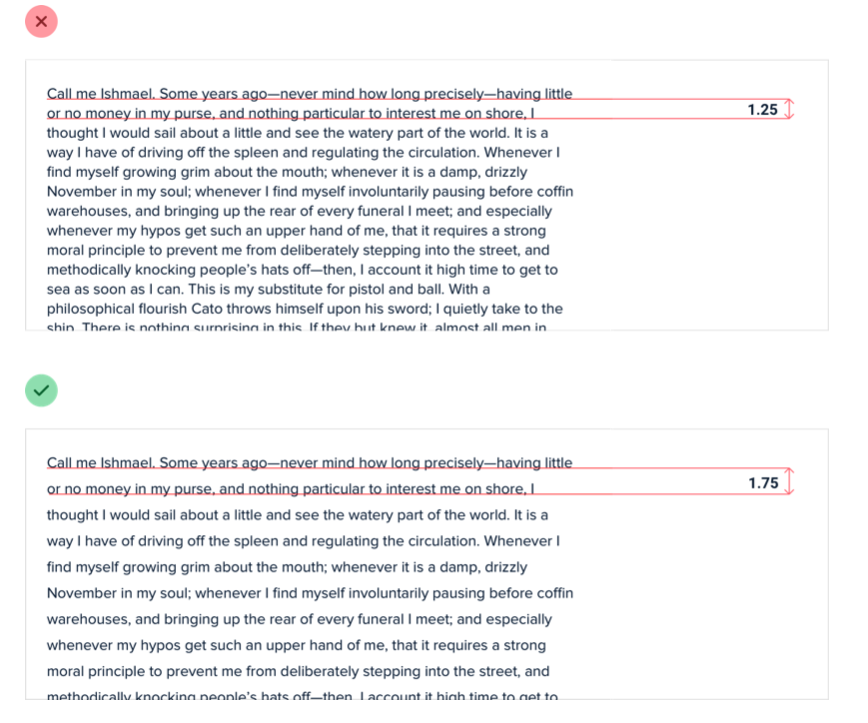 Call me Ishmael. Some years ago—never mind how long precisely—having little
or no money in my purse, and nothing particular to interest me on shore, I
1.25
thought I would sail about a little and see the watery part of the world. It is a
way I have of driving off the spleen and regulating the circulation. Whenever I
find myself growing grim about the mouth; whenever it is a damp, drizzly
November in my soul; whenever I find myself involuntarily pausing before coffin
warehouses, and bringing up the rear of every funeral I meet; and especially
whenever my hypos get such an upper hand of me, that it requires a strong
moral principle to prevent me from deliberately stepping into the street, and
methodically knocking people’s hats off—then, I account it high time to get to
sea as soon as I can. This is my substitute for pistol and ball. With a
philosophical flourish Cato throws himself upon his sword; I quietly take to the
ship. There is nothing surprising in this. If they but knew it, almost all men in
Call me Ishmael. Some years ago—never mind how long precisely—having little
1.75
or no money in my purse, and nothing particular to interest me on shore, I
thought I would sail about a little and see the watery part of the world. It is a
way I have of driving off the spleen and regulating the circulation. Whenever I
find myself growing grim about the mouth; whenever it is a damp, drizzly
November in my soul; whenever I find myself involuntarily pausing before coffin
warehouses, and bringing up the rear of every funeral I meet; and especially
whenever my hypos get such an upper hand of me, that it requires a strong
moral principle to prevent me from deliberately stepping into the street, and
methodically knocking people’s hats off—then, I account it high time to get to